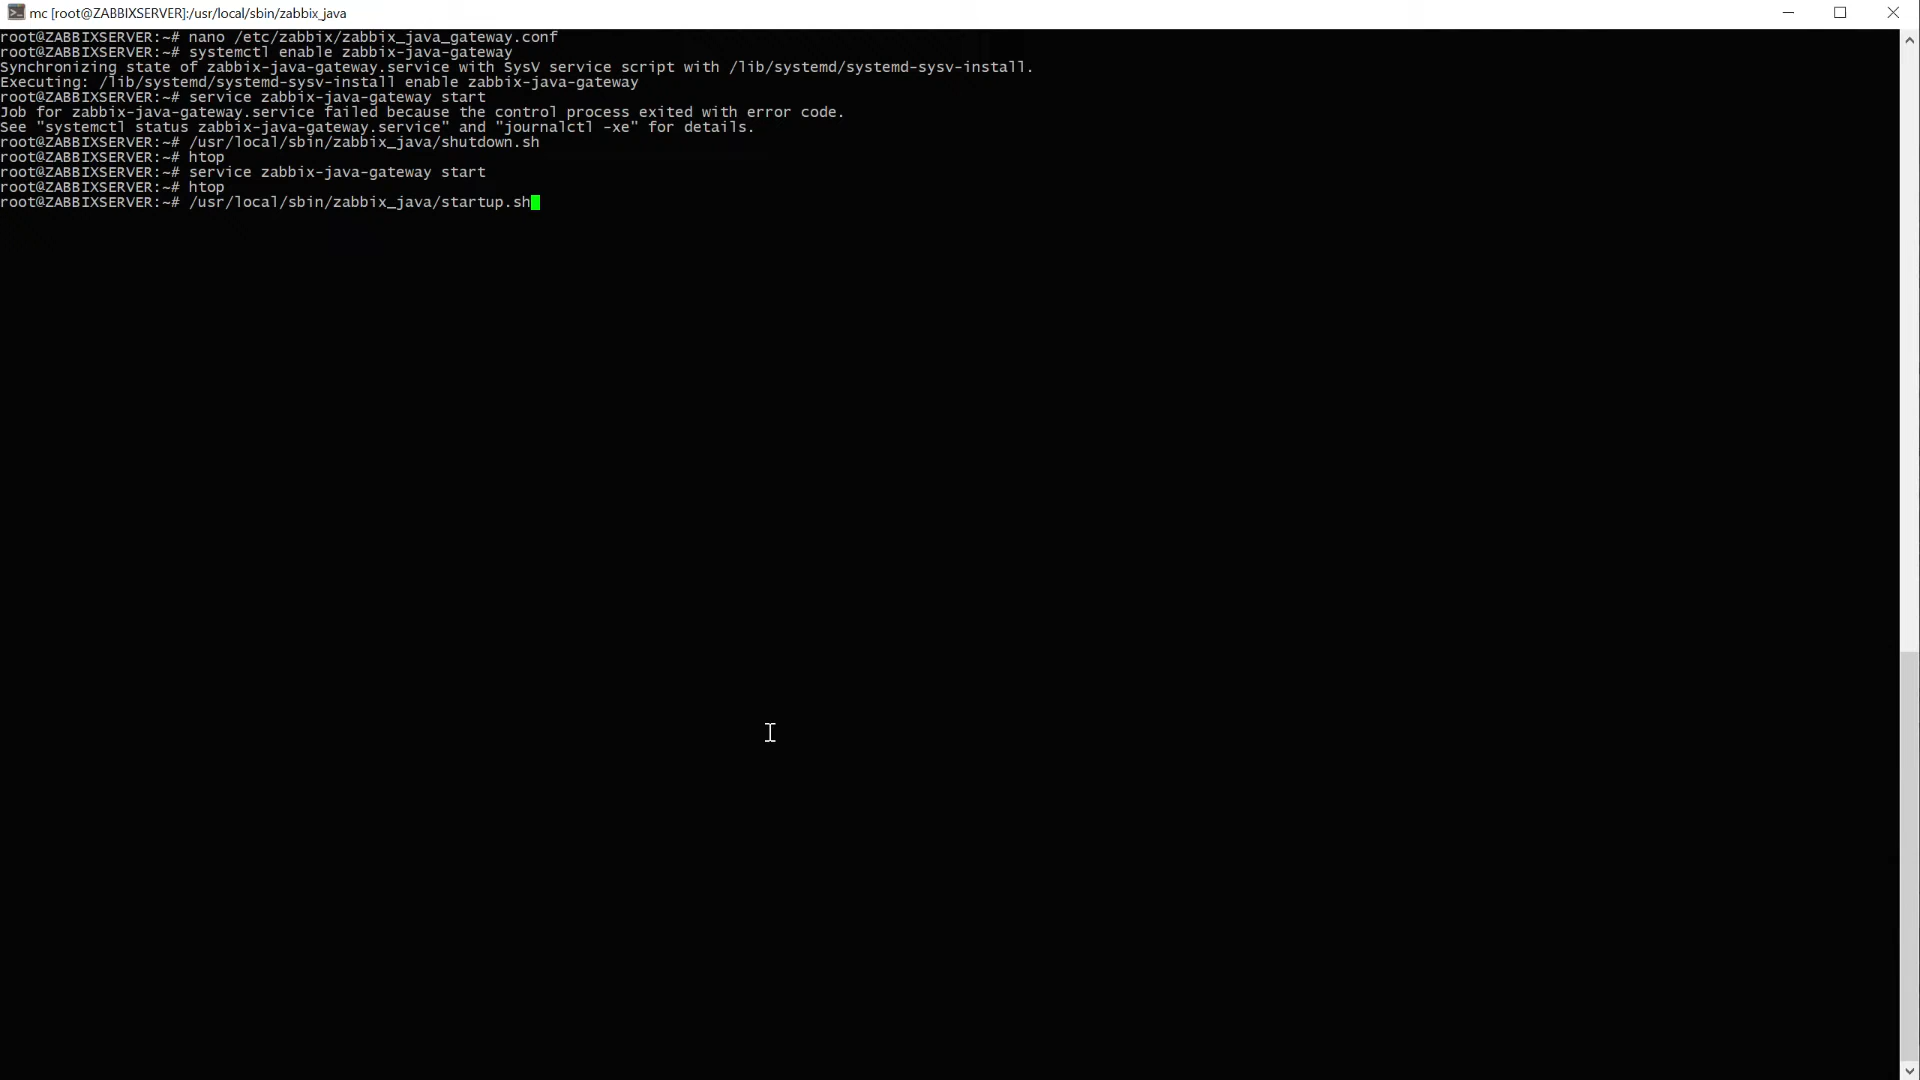 mc [root@ZABBIXSERVER]:/usr/local/sbin/zabbix_java
root@ZABBIXSERVER:~# nano /etc/zabbix/zabbix_java_gateway.conf
root@ZABBIXSERVER:~# systemctl enable zabbix-java-gateway
Synchronizing state of zabbix-java-gateway.service with SysV service script with /lib/systemd/systemd-sysv-install.
Executing: /lib/systemd/systemd-sysv-install enable zabbix-java-gateway
root@ZABBIXSERVER:~# service zabbix-java-gateway start
Job for zabbix-java-gateway.service failed because the control process exited with error code.
See "systemctl status zabbix-java-gateway.service" and "journalctl -xe" for details.
root@ZABBIXSERVER:~# /usr/local/sbin/zabbix_java/shutdown.sh
root@ZABBIXSERVER:~# htop
root@ZABBIXSERVER:~# service zabbix-java-gateway start
root@ZABBIXSERVER:~# htop
root@ZABBIXSERVER:~# /usr/local/sbin/zabbix_java/startup.sh